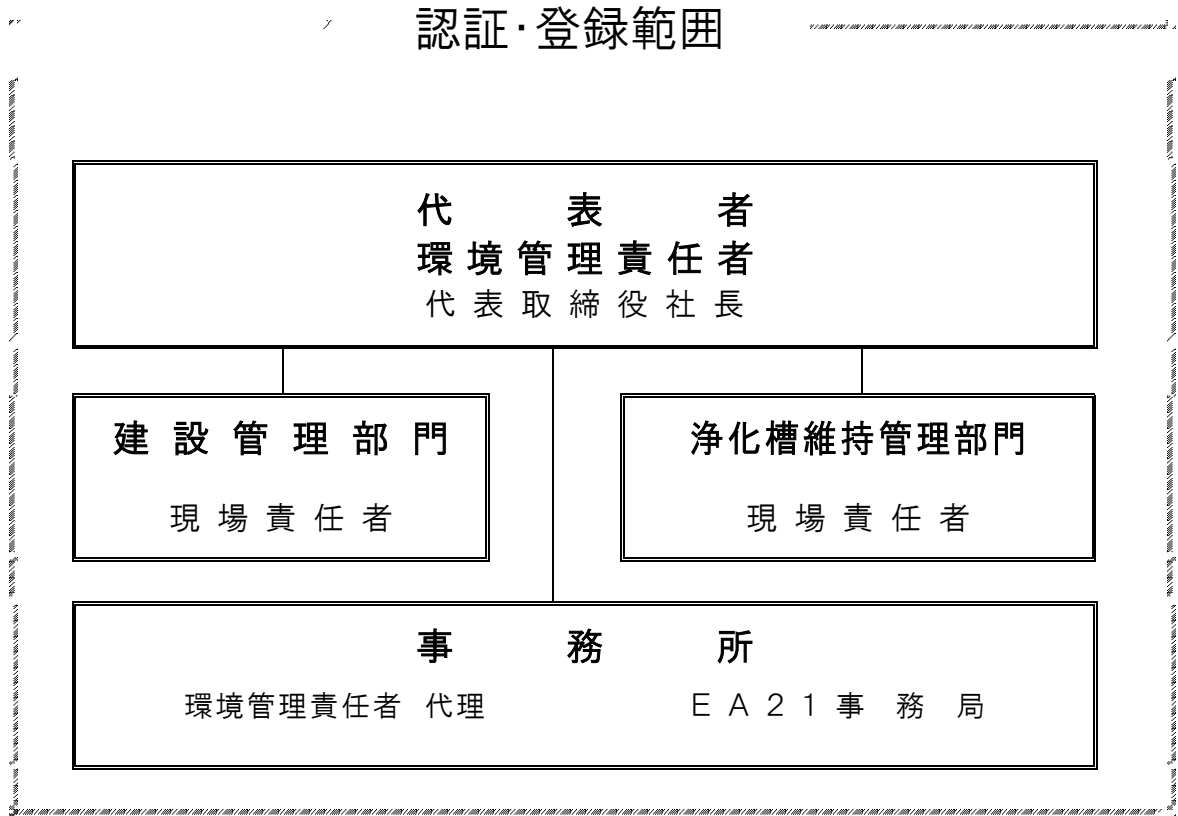 認証・登録範囲
代表者
環境管理責任者
代表取締役社長
建設管理部門
現場責任者
浄化槽維持管理部門
現場責任者
事務所
環境管理責任者 代理
EA21事務局